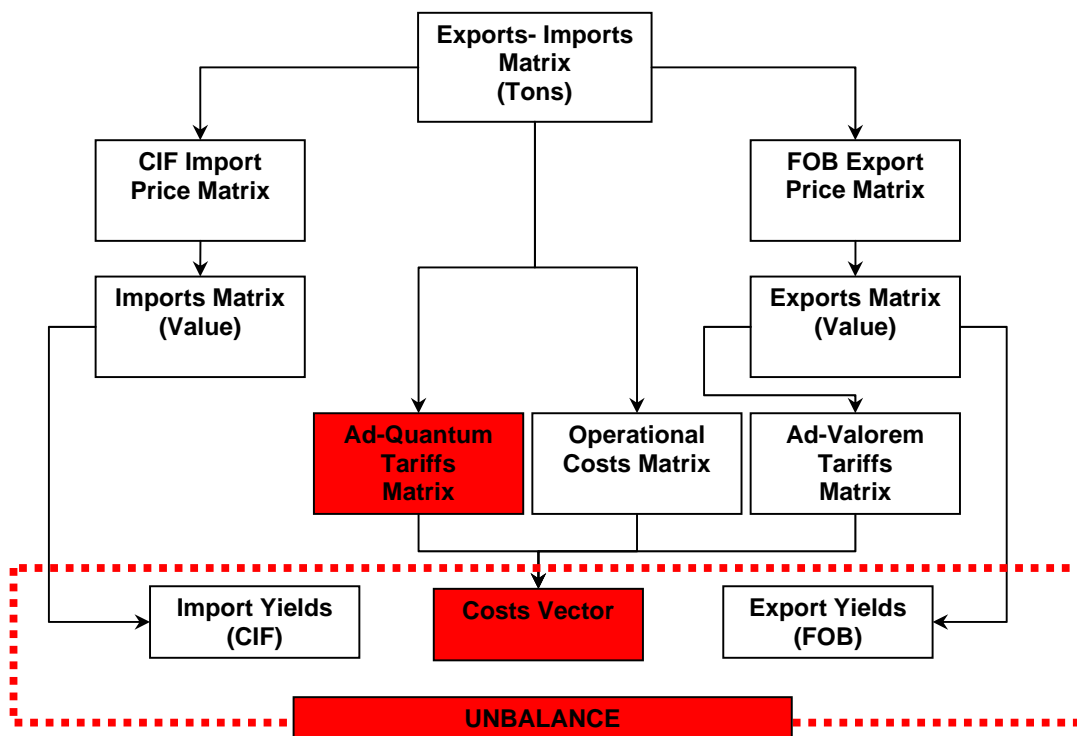 Exports- Imports
Matrix
(Tons)
CIF Import
Price Matrix
FOB Export
Price Matrix
Imports Matrix
(Value)
Exports Matrix
(Value)
Ad-Quantum
Tariffs
Matrix
Operational
Costs Matrix
Ad-Valorem
Tariffs
Matrix
Import Yields
(CIF)
Costs Vector
Export Yields
(FOB)
UNBALANCE